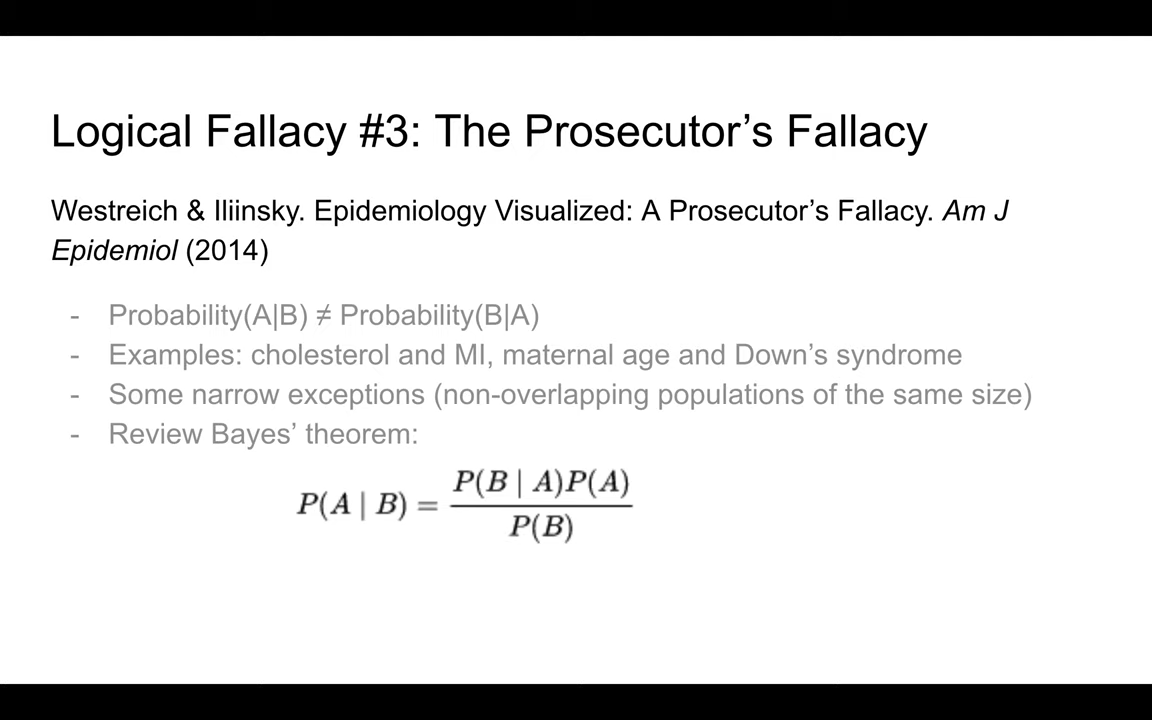 Logical Fallacy #3: The Prosecutor’s Fallacy
Westreich & Iliinsky. Epidemiology Visualized: A Prosecutor’s Fallacy. Am J
Epidemiol (2014)
- Probability(A|B) ≠ Probability(B|A)
- Examples: cholesterol and MI, maternal age and Down’s syndrome
- Some narrow exceptions (non-overlapping populations of the same size)
- Review Bayes’ theorem:
P(A | B) = P(B | A)P(A) / P(B)